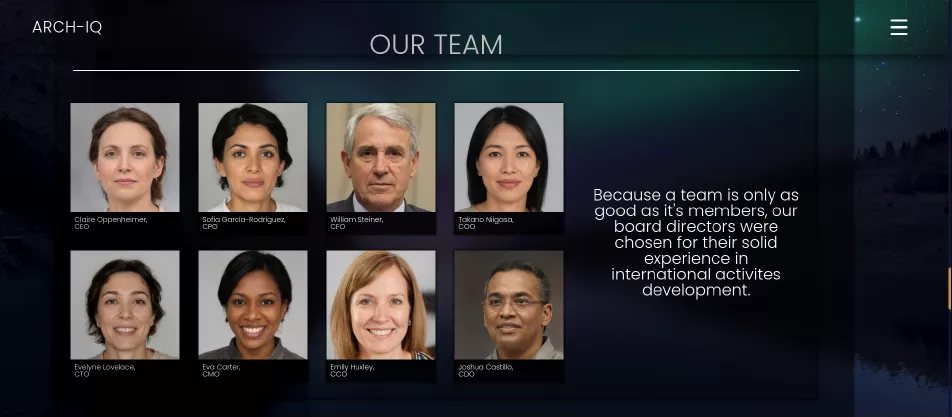 ARCH-IQ
OUR TEAM
Claire Oppenheimer,
CEO
Sofia García-Rodríguez,
CPO
William Steiner,
CFO
Takano Niigasa,
COO
Evelyne Lovelace,
CTO
Eva Carter,
CMO
Emily Huxley,
CCO
Joshua Castillo,
CDO
Because a team is only as
good as it's members, our
board directors were
chosen for their solid
experience in
international activites
development.